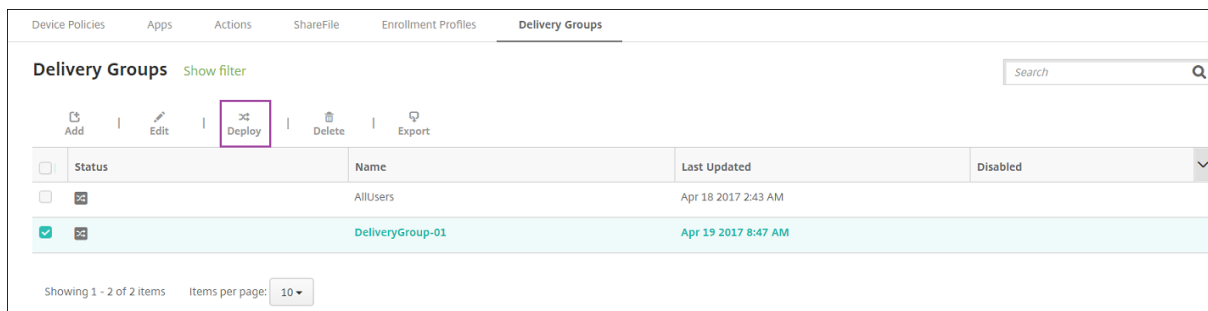 Device Policies Apps Actions ShareFile Enrollment Profiles Delivery Groups
Delivery Groups Show filter Search
Add | Edit | Deploy | Delete | Export
Status Name Last Updated Disabled
AllUsers Apr 18 2017 2:43 AM
DeliveryGroup-01 Apr 19 2017 8:47 AM
Showing 1 - 2 of 2 items Items per page: 10